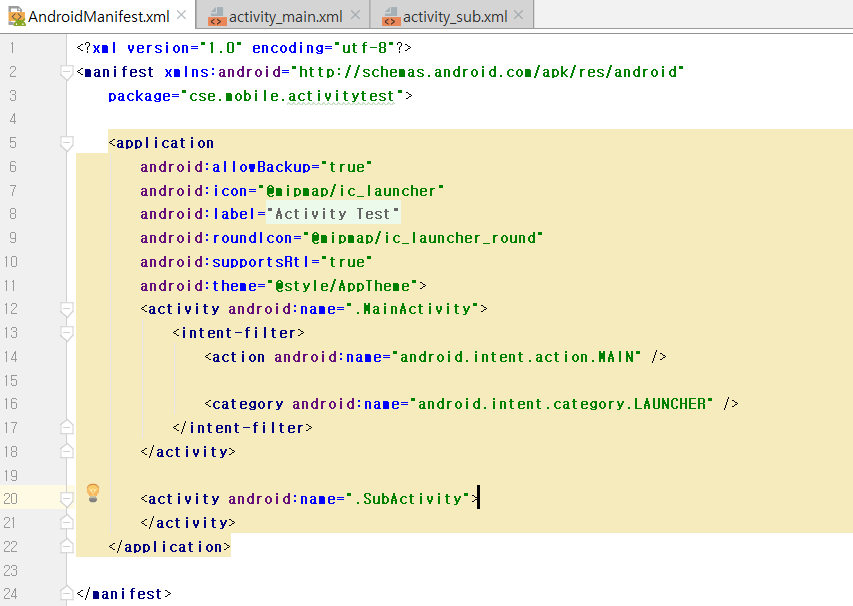 AndroidManifest.xml activity_main.xml activity_sub.xml
1 <?xml version="1.0" encoding="utf-8"?>
2 <manifest xmlns:android="http://schemas.android.com/apk/res/android"
3 package="cse.mobile.activitytest">
4
5 <application
6 android:allowBackup="true"
7 android:icon="@mipmap/ic_launcher"
8 android:label="Activity Test"
9 android:roundIcon="@mipmap/ic_launcher_round"
10 android:supportsRtl="true"
11 android:theme="@style/AppTheme">
12 <activity android:name=".MainActivity">
13 <intent-filter>
14 <action android:name="android.intent.action.MAIN" />
15
16 <category android:name="android.intent.category.LAUNCHER" />
17 </intent-filter>
18 </activity>
19
20 <activity android:name=".SubActivity">
21 </activity>
22 </application>
23
24 </manifest>